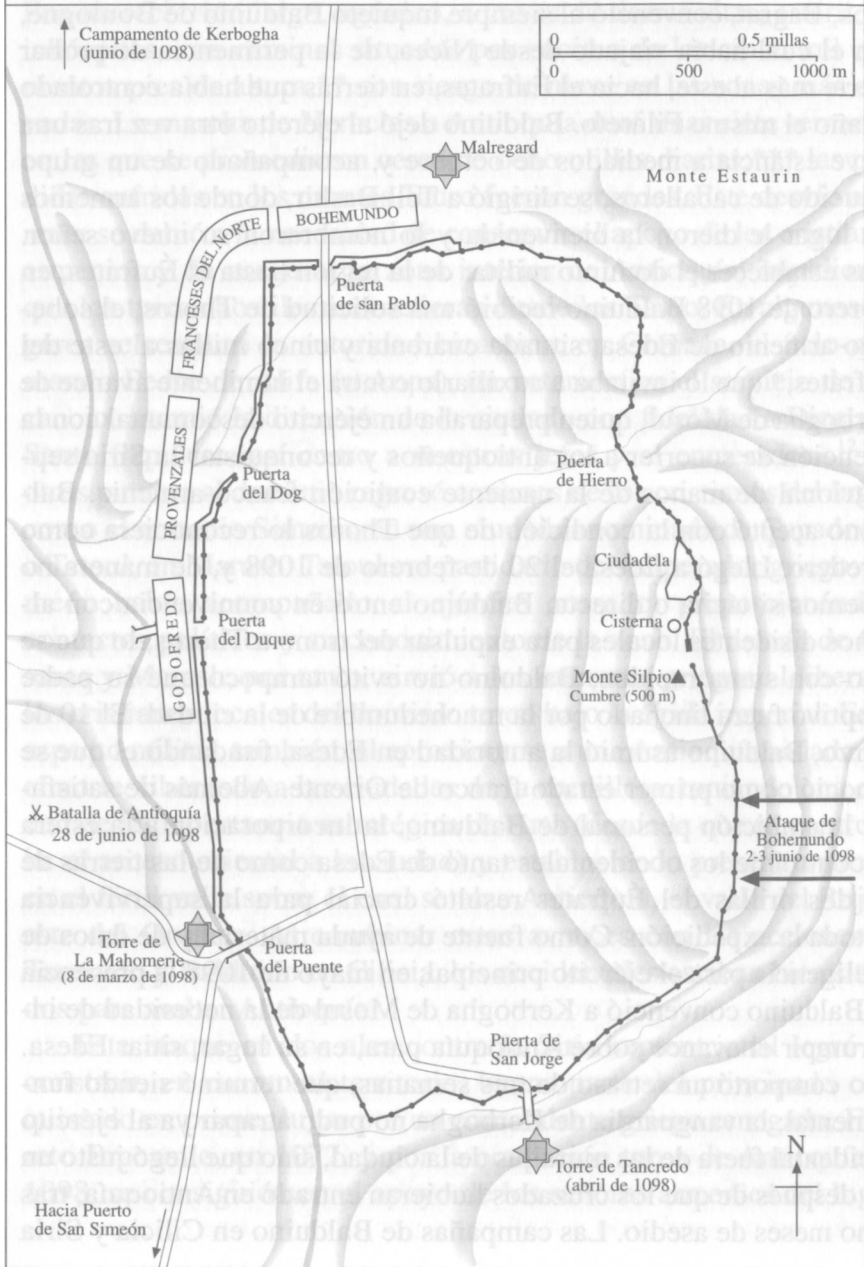 Campamento de Kerbogha
(junio de 1098)
0
0,5 millas
0
500
1000 m
Malregard
Monte Estaurin
FRANCESES DEL NORTE
BOHEMUNDO
Puerta
de san Pablo
PROVENZALES
Puerta
del Dog
Puerta
de Hierro
Ciudadela
Cisterna
GODOFREDO
Puerta
del Duque
Monte Silpio
Cumbre (500 m)
Batalla de Antioquía
28 de junio de 1098
Ataque de
Bohemundo
2-3 junio de 1098
Torre de
La Mahomerie
(8 de marzo de 1098)
Puerta
del Puente
Puerta de
San Jorge
Torre de Tancredo
(abril de 1098)
N
Hacia Puerto
de San Simeón